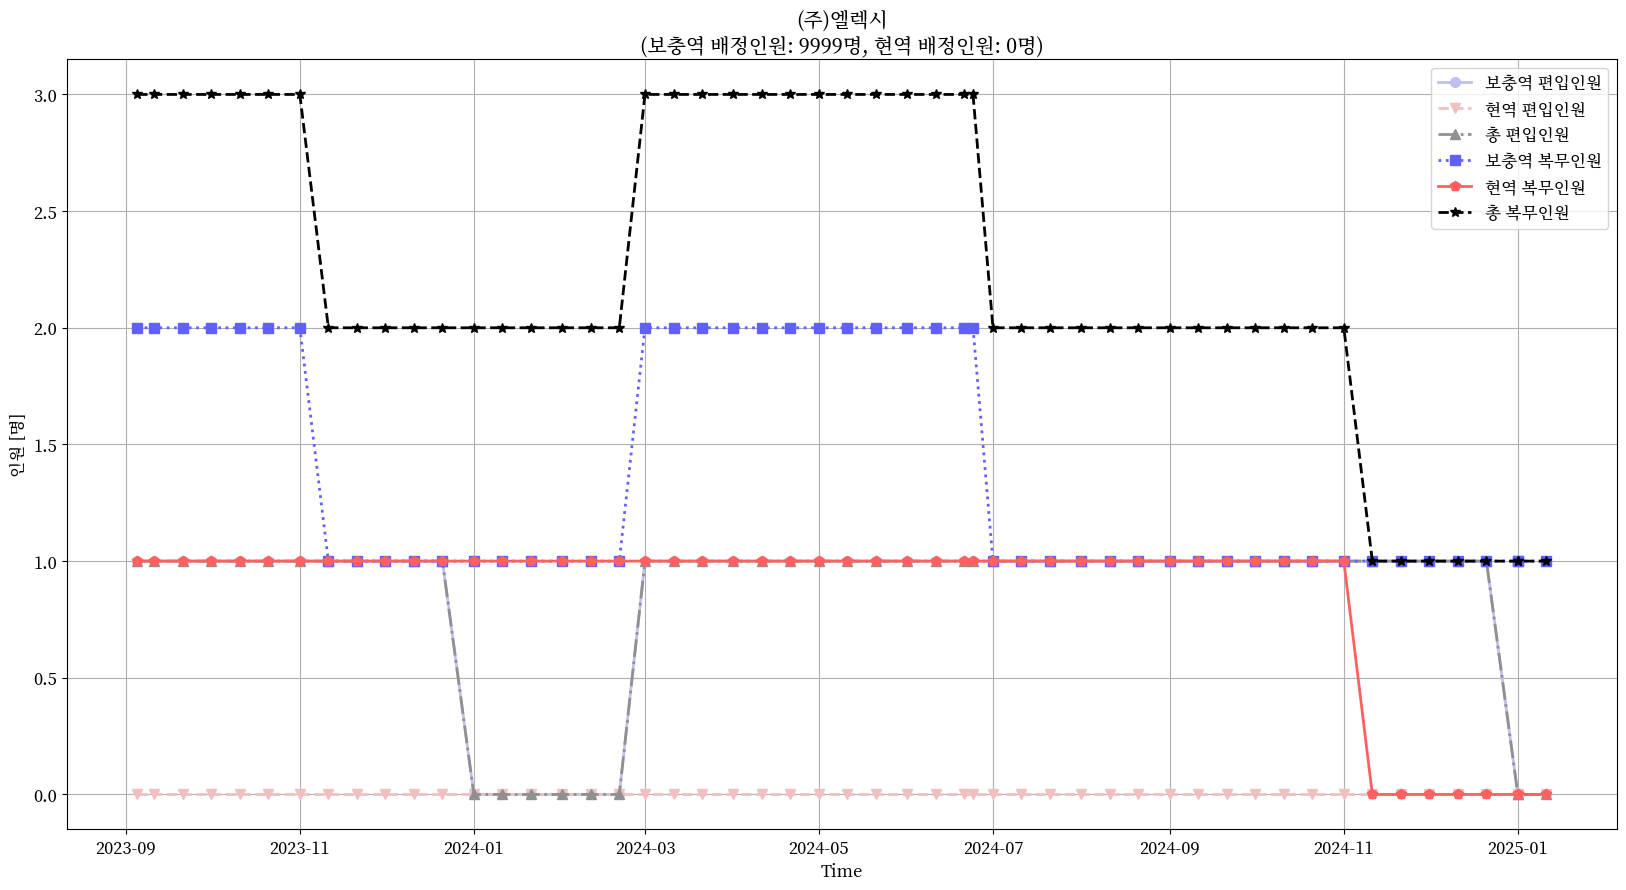 (주)엘렉시
(보충역 배정인원: 9999명, 현역 배정인원: 0명)
보충역 편입인원
현역 편입인원
총 편입인원
보충역 복무인원
현역 복무인원
총 복무인원
인원 [명]
3.0
2.5
2.0
1.5
1.0
0.5
0.0
2023-09
2023-11
2024-01
2024-03
2024-05
2024-07
2024-09
2024-11
2025-01
Time